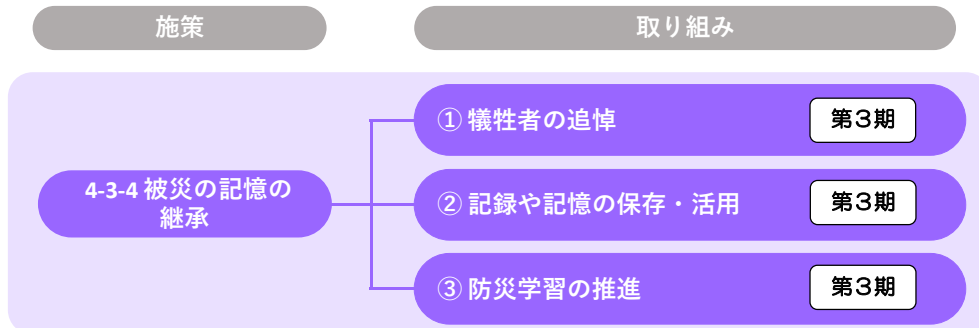 施策
取り組み
① 犠牲者の追悼
第3期
4-3-4 被災の記憶の
継承
② 記録や記憶の保存・活用
第3期
③ 防災学習の推進
第3期